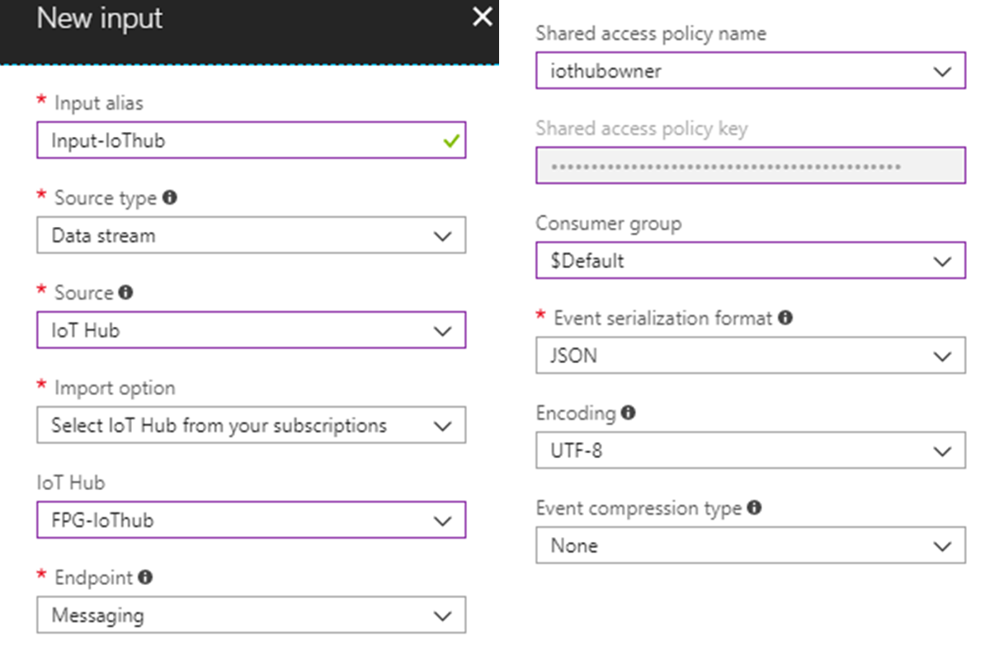 New input
* Input alias
Input-IoThub
* Source type
Data stream
* Source
IoT Hub
* Import option
Select IoT Hub from your subscriptions
IoT Hub
FPG-IoThub
* Endpoint
Messaging
Shared access policy name
iothubowner
Shared access policy key
Consumer group
$Default
* Event serialization format
JSON
Encoding
UTF-8
Event compression type
None